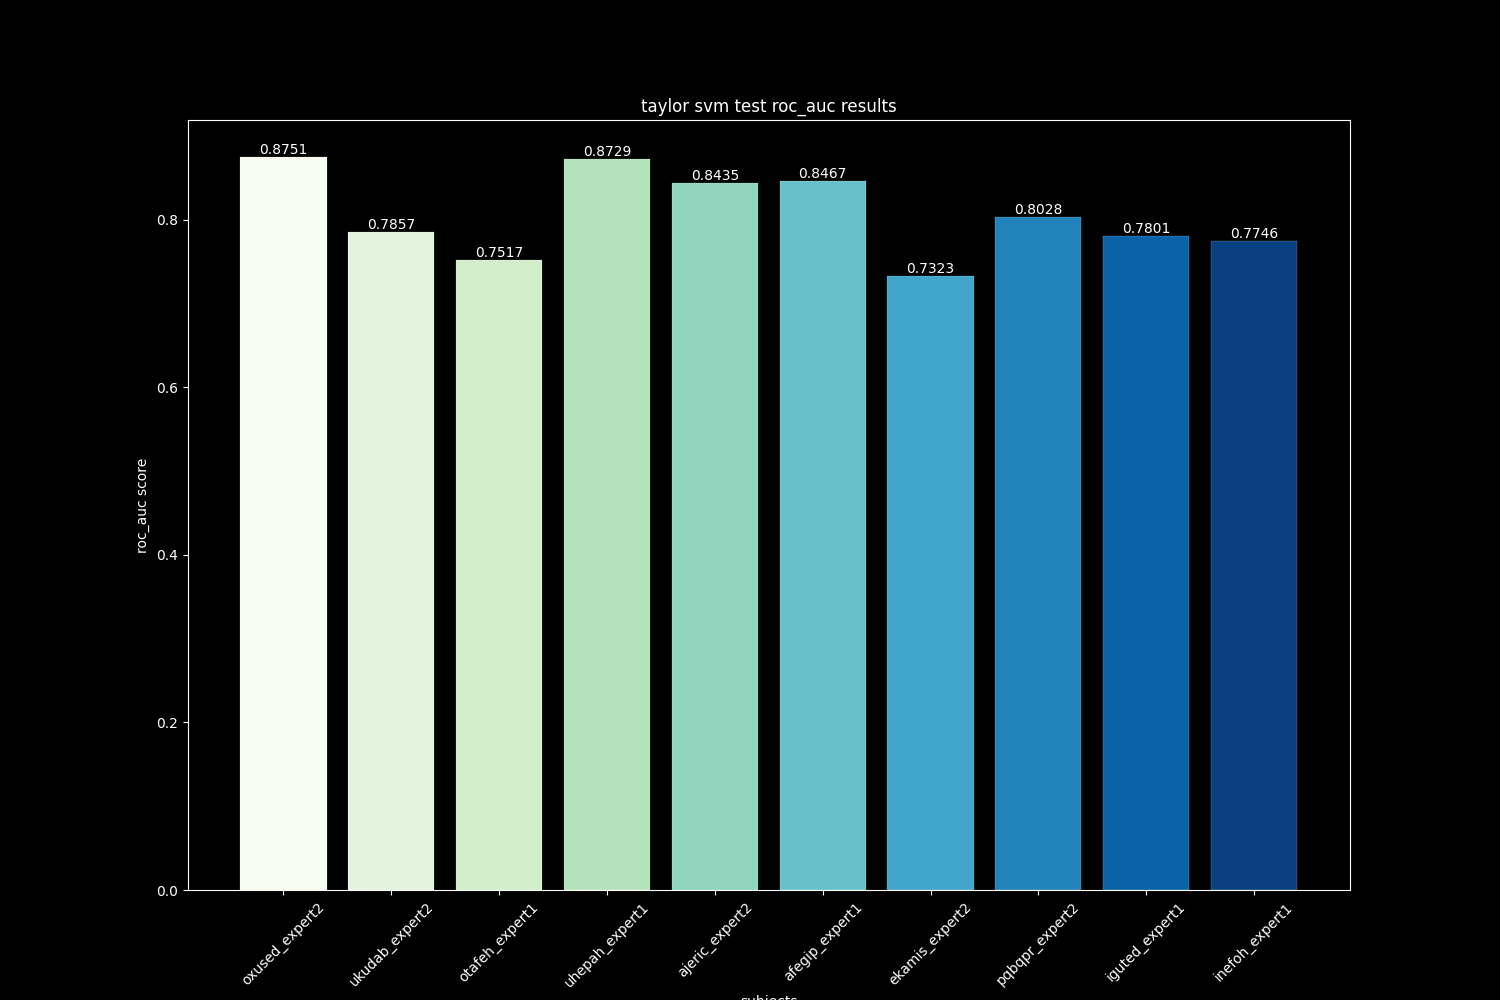 taylor svm test roc_auc results
0.8751
0.7857
0.7517
0.8729
0.8435
0.8467
0.7323
0.8028
0.7801
0.7746
roc_auc score
0.8
0.6
0.4
0.2
0.0
oxused_expert2
ukudab_expert2
otafeh_expert1
uhepah_expert1
ajeric_expert2
afegip_expert1
ekamis_expert2
pqbqpr_expert2
iguted_expert1
inefoh_expert1
subjects